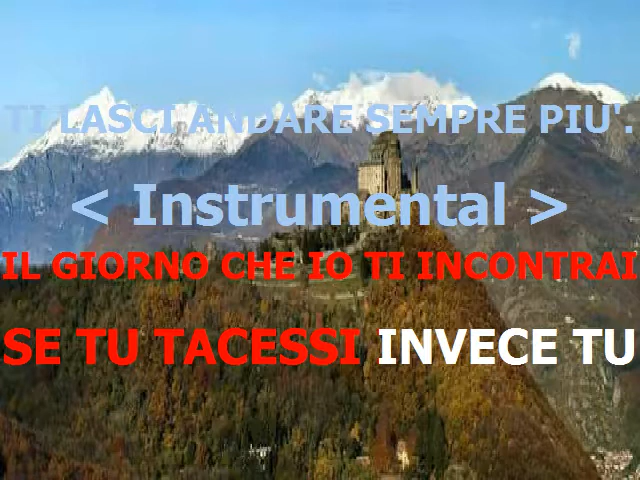 TI LASCI ANDARE SEMPRE PIU'.
< Instrumental >
IL GIORNO CHE IO TI INCONTRAI
SE TU TACESSI INVECE TU